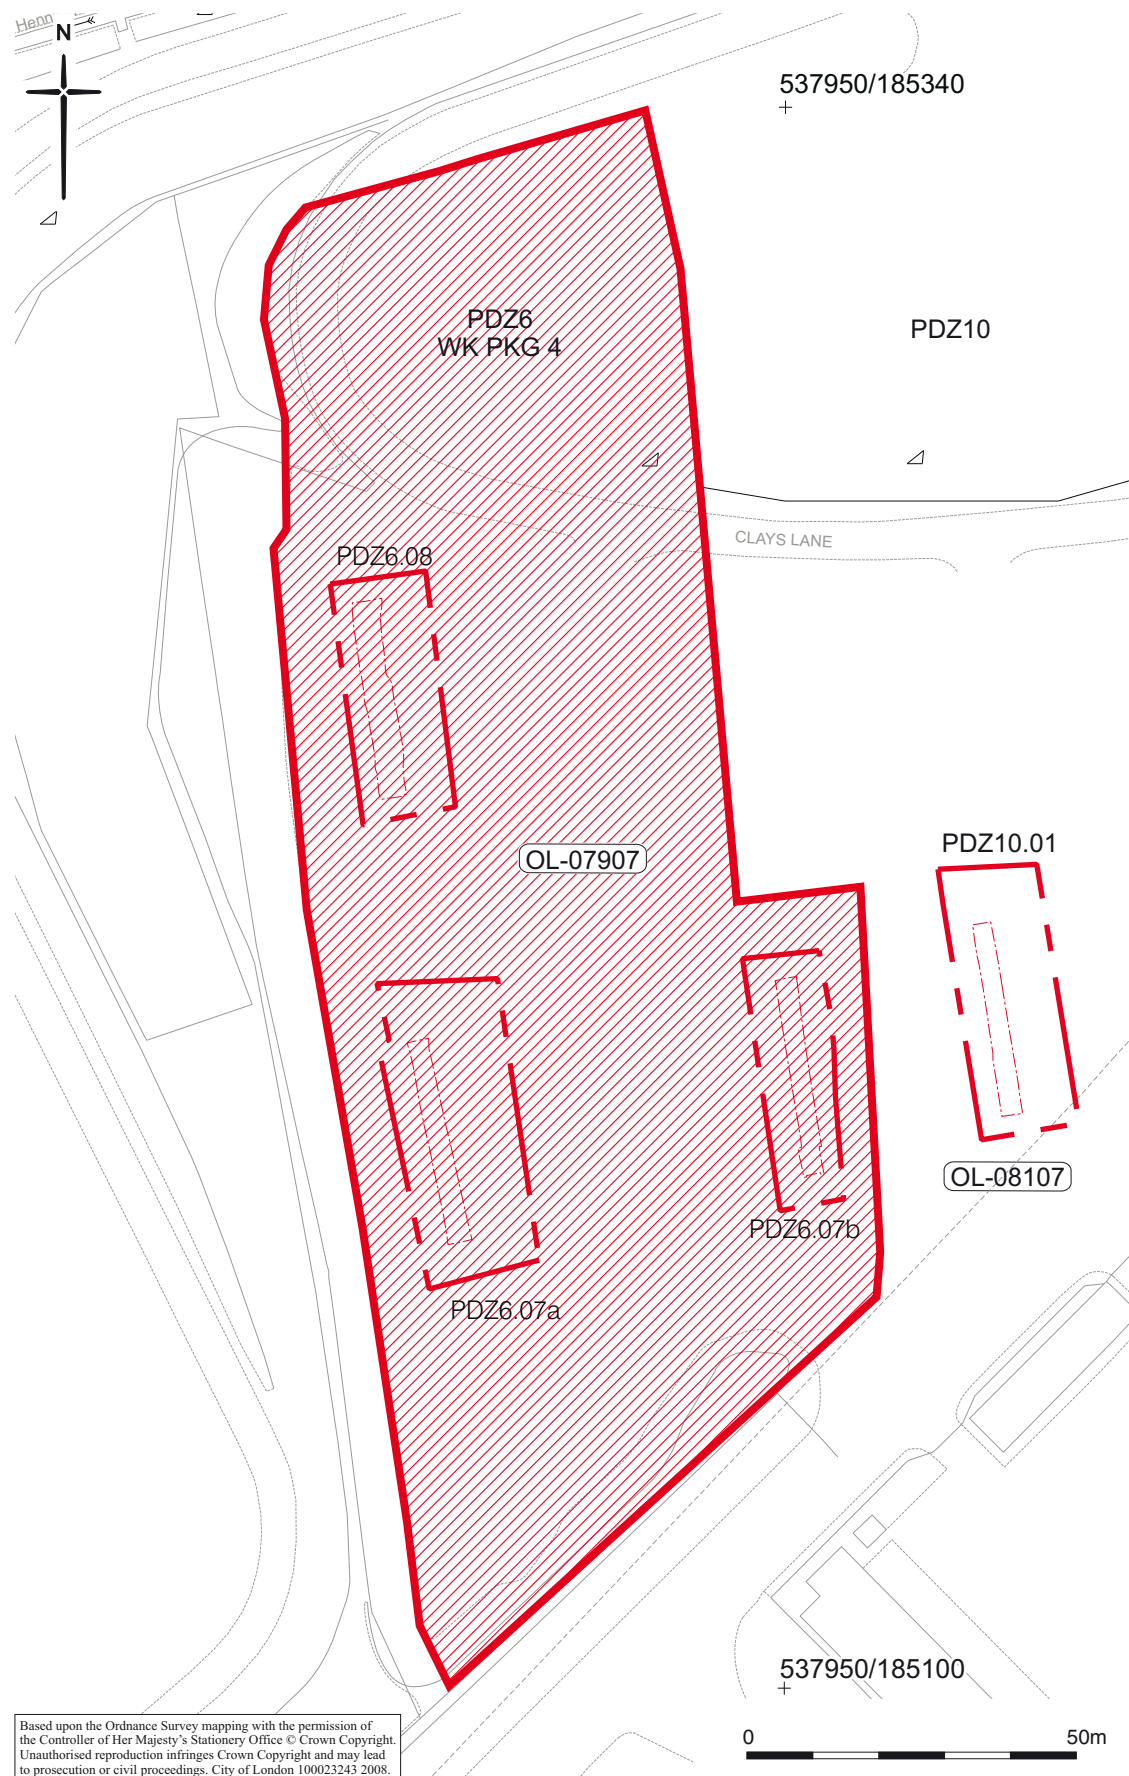 Henn
N
537950/185340
PDZ6
WK PKG 4
PDZ10
CLAYS LANE
PDZ6.08
PDZ10.01
OL-07907
OL-08107
PDZ6.07b
PDZ6.07a
537950/185100
0 50m
Based upon the Ordnance Survey mapping with the permission of
the Controller of Her Majesty's Stationery Office © Crown Copyright.
Unauthorised reproduction infringes Crown Copyright and may lead
to prosecution or civil proceedings. City of London 100023243 2008.